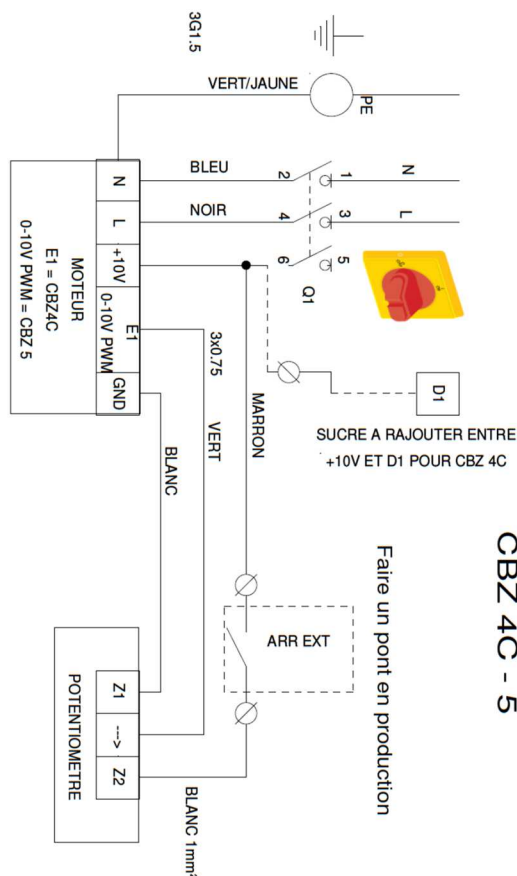 CBZ 4C - 5
3G1.5
VERT/JAUNE
PE
BLEU
2
1
N
NOIR
4
3
L
6
5
Q1
N
L
+10V
E1
0-10V PWM
GND
MOTEUR
E1 = CBZ4C
0-10V PWM = CBZ 5
D1
SUCRE A RAJOUTER ENTRE
+10V ET D1 POUR CBZ 4C
3x0.75
MARRON
VERT
BLANC
Faire un pont en production
ARR EXT
Z1
--->
Z2
POTENTIOMETRE
BLANC 1mm²